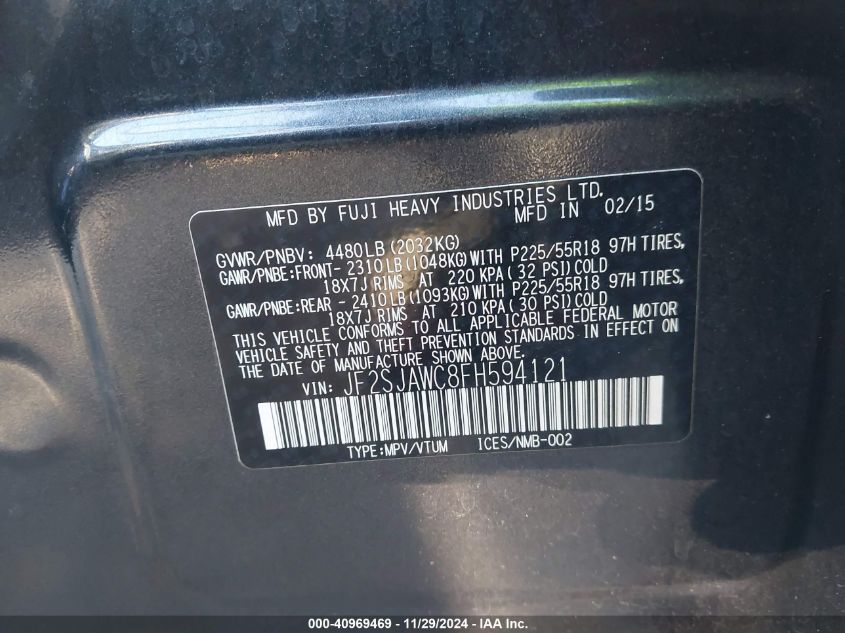 MFD BY FUJI HEAVY INDUSTRIES LTD.
MFD IN 02/15
GVWR/PNBV: 4480LB(2032KG)
GAWR/PNBE:FRONT- 2310LB(1048KG)WITH P225/55R18 97H TIRES,
18X7J RIMS AT 220 KPA(32 PSI)COLD
GAWR/PNBE:REAR - 2410LB(1093KG)WITH P225/55R18 97H TIRES,
18X7J RIMS AT 210 KPA(30 PSI)COLD
THIS VEHICLE CONFORMS TO ALL APPLICABLE FEDERAL MOTOR
VEHICLE SAFETY AND THEFT PREVENTION STANDARDS IN EFFECT ON
THE DATE OF MANUFACTURE SHOWN ABOVE.
VIN: JF2SJAWC8FH594121
TYPE:MPV/VTUM ICES/NMB-002
000-40969469 - 11/29/2024 - IAA Inc.